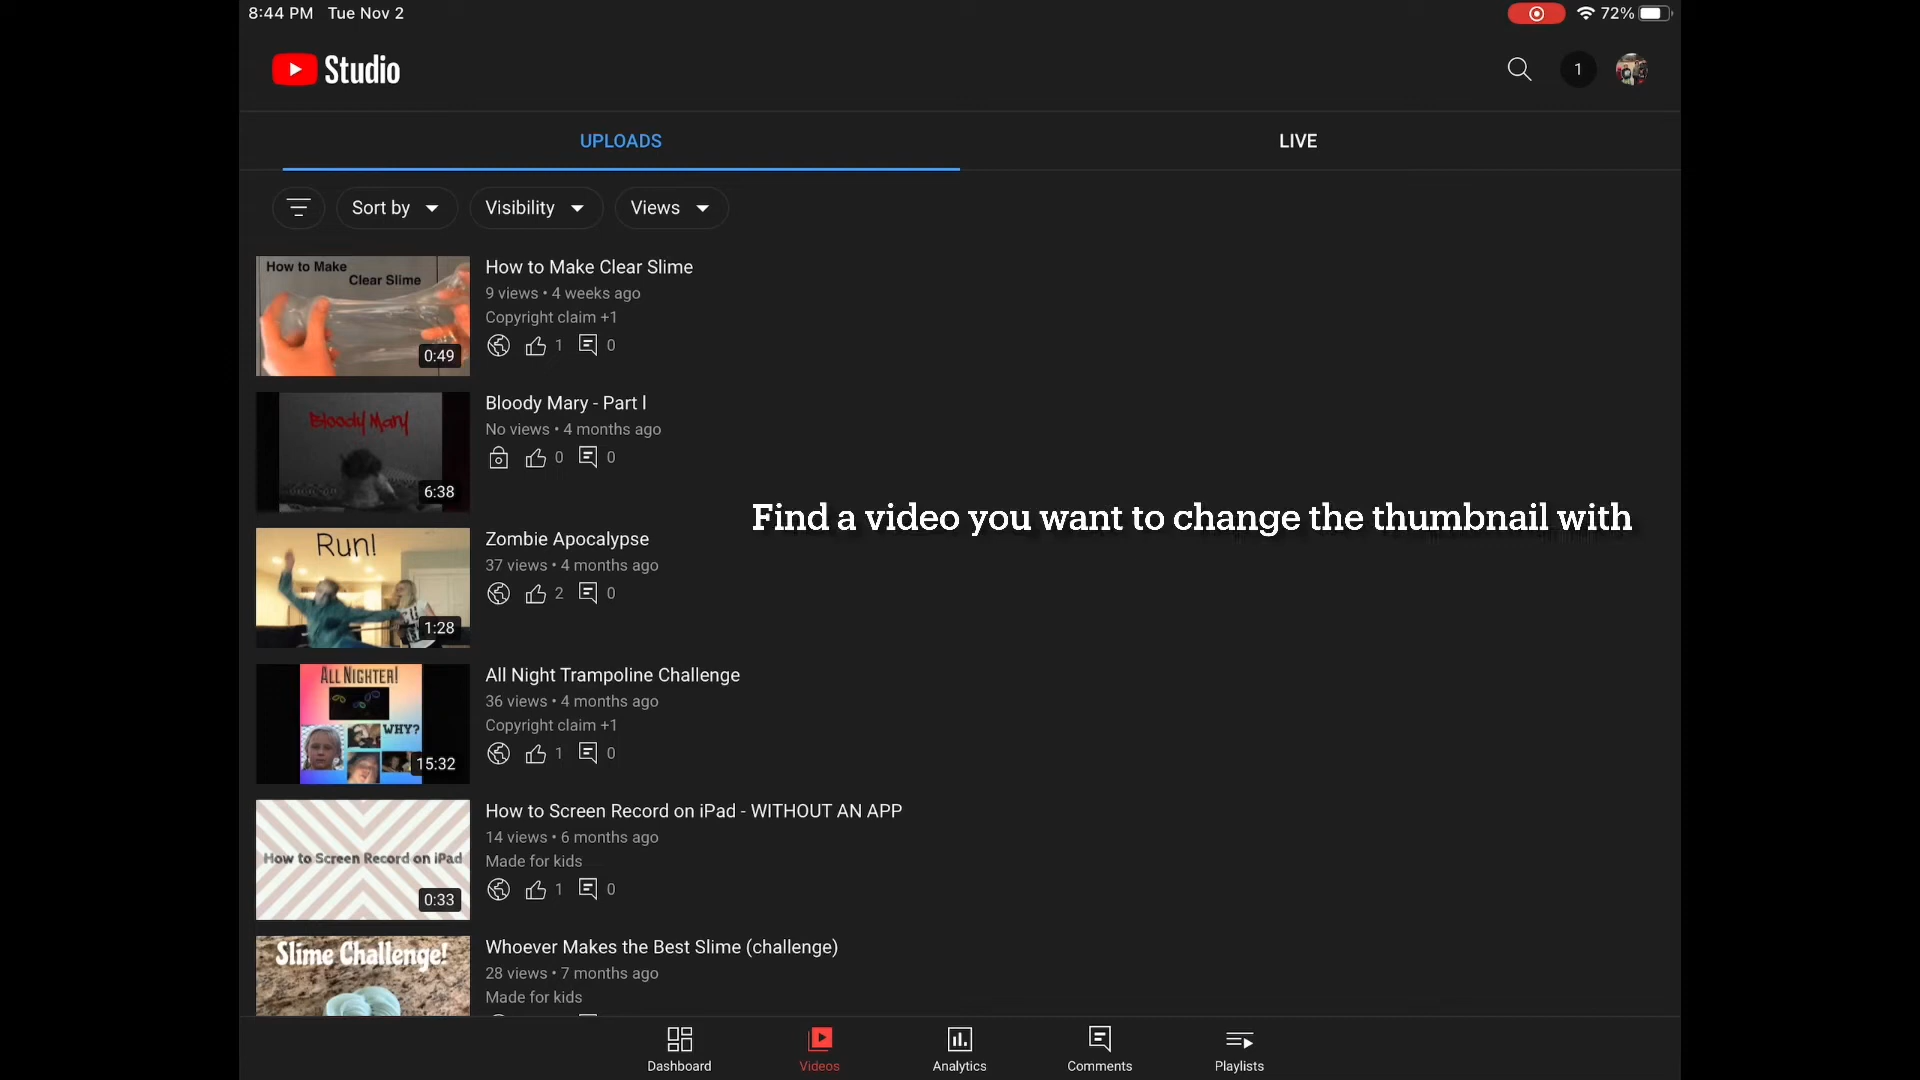 8:44 PM Tue Nov 2
72%
Studio
1
UPLOADS
LIVE
Sort by
Visibility
Views
How to Make
Clear Slime
0:49
How to Make Clear Slime
9 views • 4 weeks ago
Copyright claim +1
1
0
Bloody Mary
6:38
Bloody Mary - Part l
No views • 4 months ago
0
0
Find a video you want to change the thumbnail with
Run!
1:28
Zombie Apocalypse
37 views • 4 months ago
2
0
ALL NIGHTER!
WHY?
15:32
All Night Trampoline Challenge
36 views • 4 months ago
Copyright claim +1
1
0
How to Screen Record on iPad
0:33
How to Screen Record on iPad - WITHOUT AN APP
14 views • 6 months ago
Made for kids
1
0
Slime Challenge!
Whoever Makes the Best Slime (challenge)
28 views • 7 months ago
Made for kids
Dashboard
Videos
Analytics
Comments
Playlists